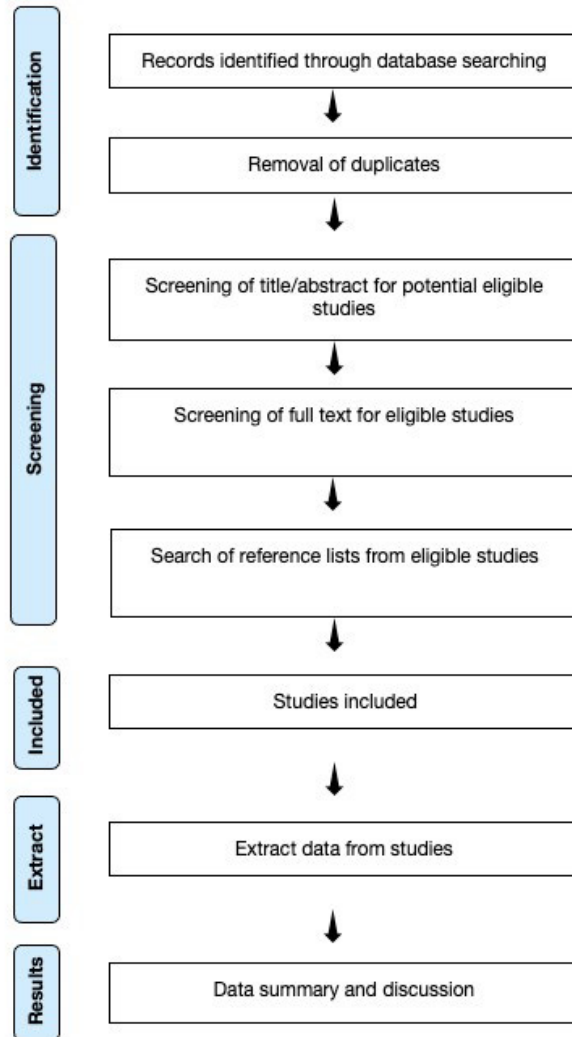 Identification
Records identified through database searching
Removal of duplicates
Screening
Screening of title/abstract for potential eligible
studies
Screening of full text for eligible studies
Search of reference lists from eligible studies
Included
Studies included
Extract
Extract data from studies
Results
Data summary and discussion